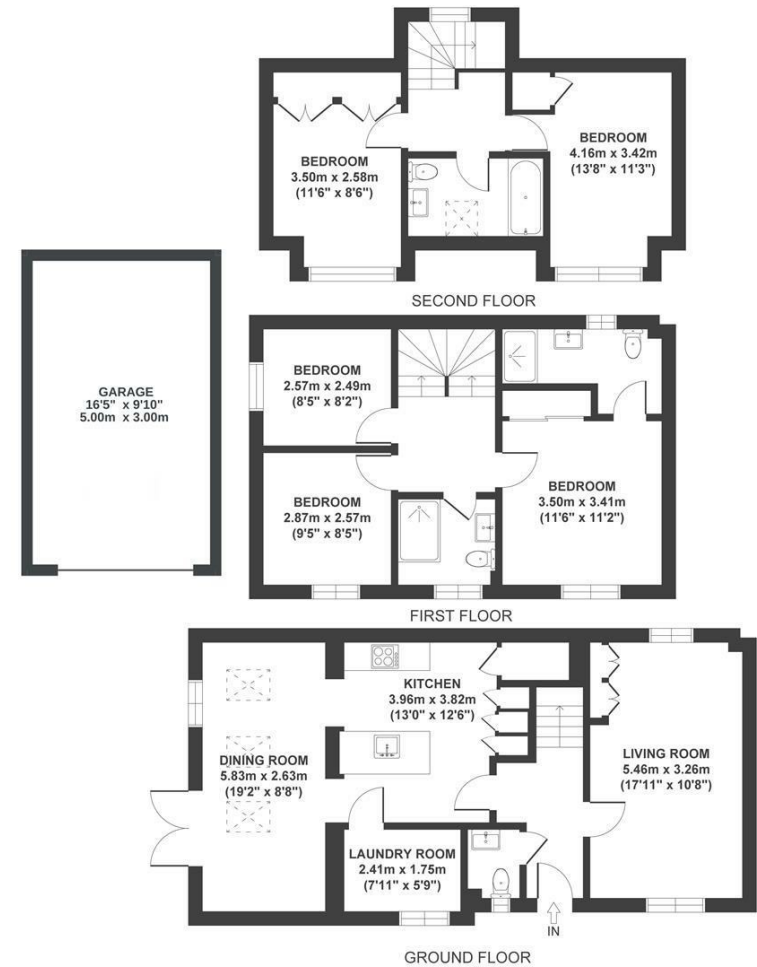 BEDROOM
3.50m x 2.58m
(11'6" x 8'6")
BEDROOM
4.16m x 3.42m
(13'8" x 11'3")
SECOND FLOOR
GARAGE
16'5" x 9'10"
5.00m x 3.00m
BEDROOM
2.57m x 2.49m
(8'5" x 8'2")
BEDROOM
2.87m x 2.57m
(9'5" x 8'5")
BEDROOM
3.50m x 3.41m
(11'6" x 11'2")
FIRST FLOOR
KITCHEN
3.96m x 3.82m
(13'0" x 12'6")
DINING ROOM
5.83m x 2.63m
(19'2" x 8'8")
LIVING ROOM
5.46m x 3.26m
(17'11" x 10'8")
LAUNDRY ROOM
2.41m x 1.75m
(7'11" x 5'9")
IN
GROUND FLOOR